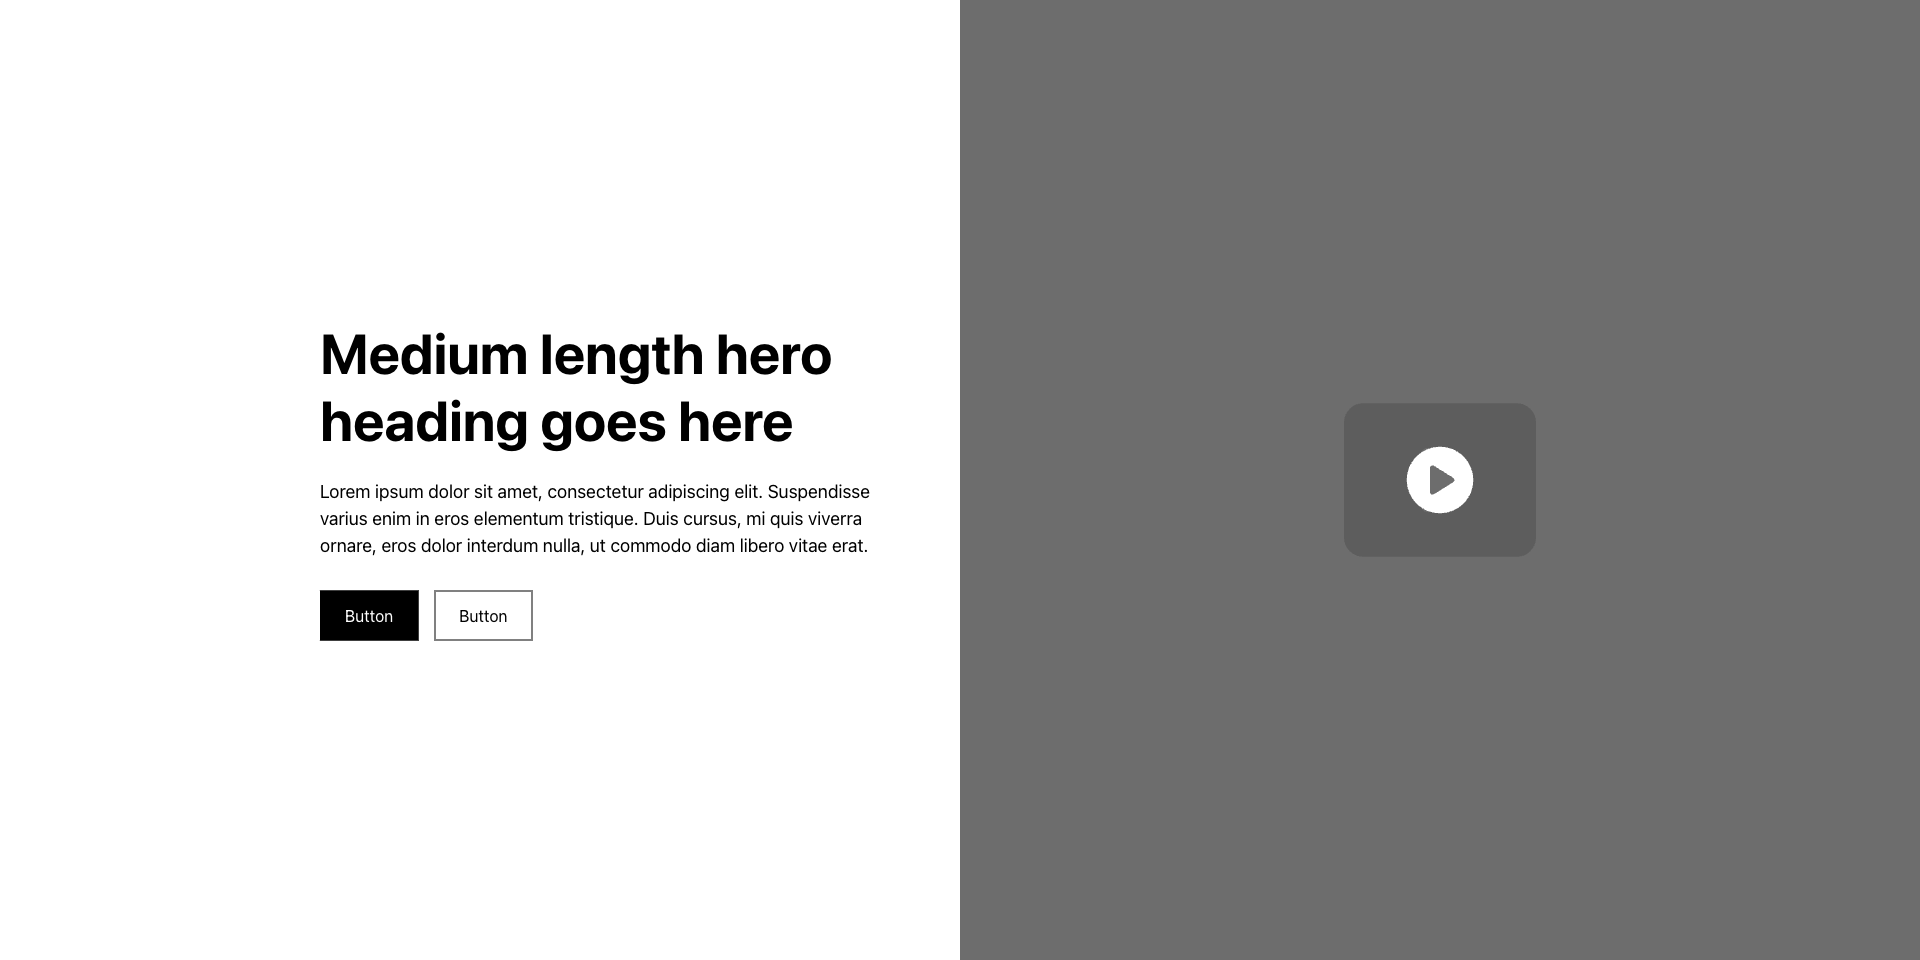 Medium length hero
heading goes here
Lorem ipsum dolor sit amet, consectetur adipiscing elit. Suspendisse
varius enim in eros elementum tristique. Duis cursus, mi quis viverra
ornare, eros dolor interdum nulla, ut commodo diam libero vitae erat.
Button
Button